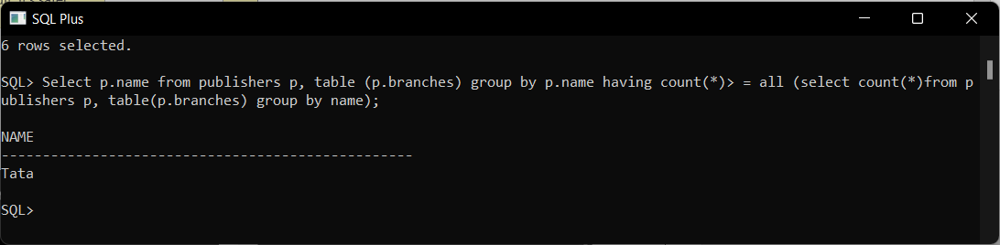 SQL Plus
6 rows selected.
SQL> Select p.name from publishers p, table (p.branches) group by p.name having count(*)> = all (select count(*)from p
ublishers p, table(p.branches) group by name);
NAME
--------------------------------------------------
Tata
SQL>